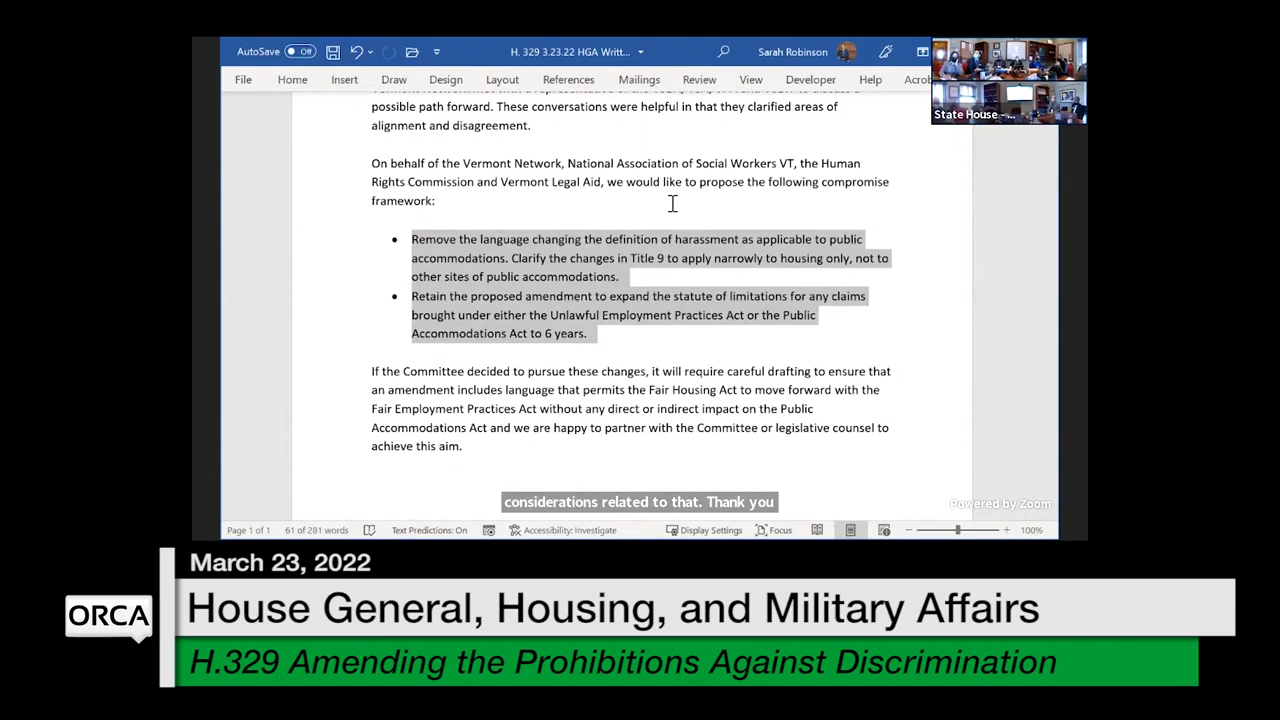 AutoSave Off
H. 329 3.23.22 HGA Writt...
Sarah Robinson
File Home Insert Draw Design Layout References Mailings Review View Developer Help Acrob
possible path forward. These conversations were helpful in that they clarified areas of
alignment and disagreement.
State House - ...
On behalf of the Vermont Network, National Association of Social Workers VT, the Human
Rights Commission and Vermont Legal Aid, we would like to propose the following compromise
framework:
• Remove the language changing the definition of harassment as applicable to public
accommodations. Clarify the changes in Title 9 to apply narrowly to housing only, not to
other sites of public accommodations.
• Retain the proposed amendment to expand the statute of limitations for any claims
brought under either the Unlawful Employment Practices Act or the Public
Accommodations Act to 6 years.
If the Committee decided to pursue these changes, it will require careful drafting to ensure that
an amendment includes language that permits the Fair Housing Act to move forward with the
Fair Employment Practices Act without any direct or indirect impact on the Public
Accommodations Act and we are happy to partner with the Committee or legislative counsel to
achieve this aim.
considerations related to that. Thank you
Powered by Zoom
Page 1 of 1 61 of 281 words Text Predictions: On Accessibility: Investigate Display Settings Focus 100%
March 23, 2022
ORCA
House General, Housing, and Military Affairs
H.329 Amending the Prohibitions Against Discrimination